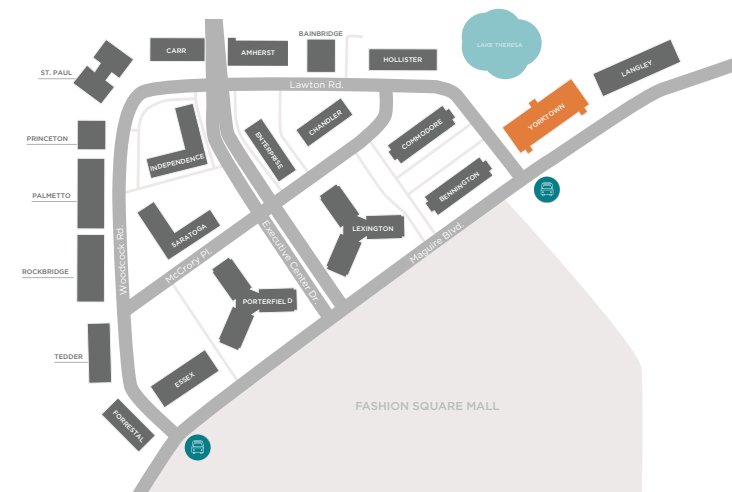 BAINBRIDGE
CARR
AMHERST
HOLLISTER
LAKE THERESA
LANGLEY
ST. PAUL
Lawton Rd.
YORKTOWN
CHANDLER
COMMODORE
ENTERPRISE
PRINCETON
INDEPENDENCE
BENNINGTON
PALMETTO
SARATOGA
LEXINGTON
Maguire Blvd.
Woodcock Rd.
McCrory Pl
Executive Center Dr.
ROCKBRIDGE
PORTERFIELD
TEDDER
ESSEX
FASHION SQUARE MALL
FORRESTAL